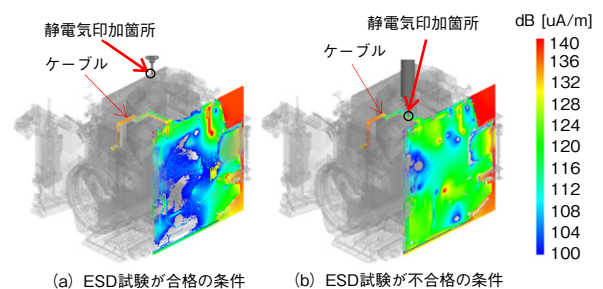 dB [uA/m]
静電気印加箇所
静電気印加箇所
ケーブル
ケーブル
140
136
132
128
124
120
116
112
108
104
100
(a) ESD試験が合格の条件
(b) ESD試験が不合格の条件